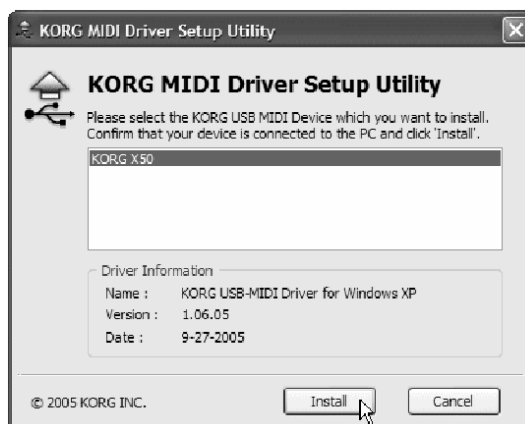 KORG MIDI Driver Setup Utility
KORG MIDI Driver Setup Utility
Please select the KORG USB MIDI Device which you want to install.
Confirm that your device is connected to the PC and click 'Install'.
KORG X50
Driver Information
Name : KORG USB-MIDI Driver for Windows XP
Version : 1.06.05
Date : 9-27-2005
© 2005 KORG INC.
Install
Cancel